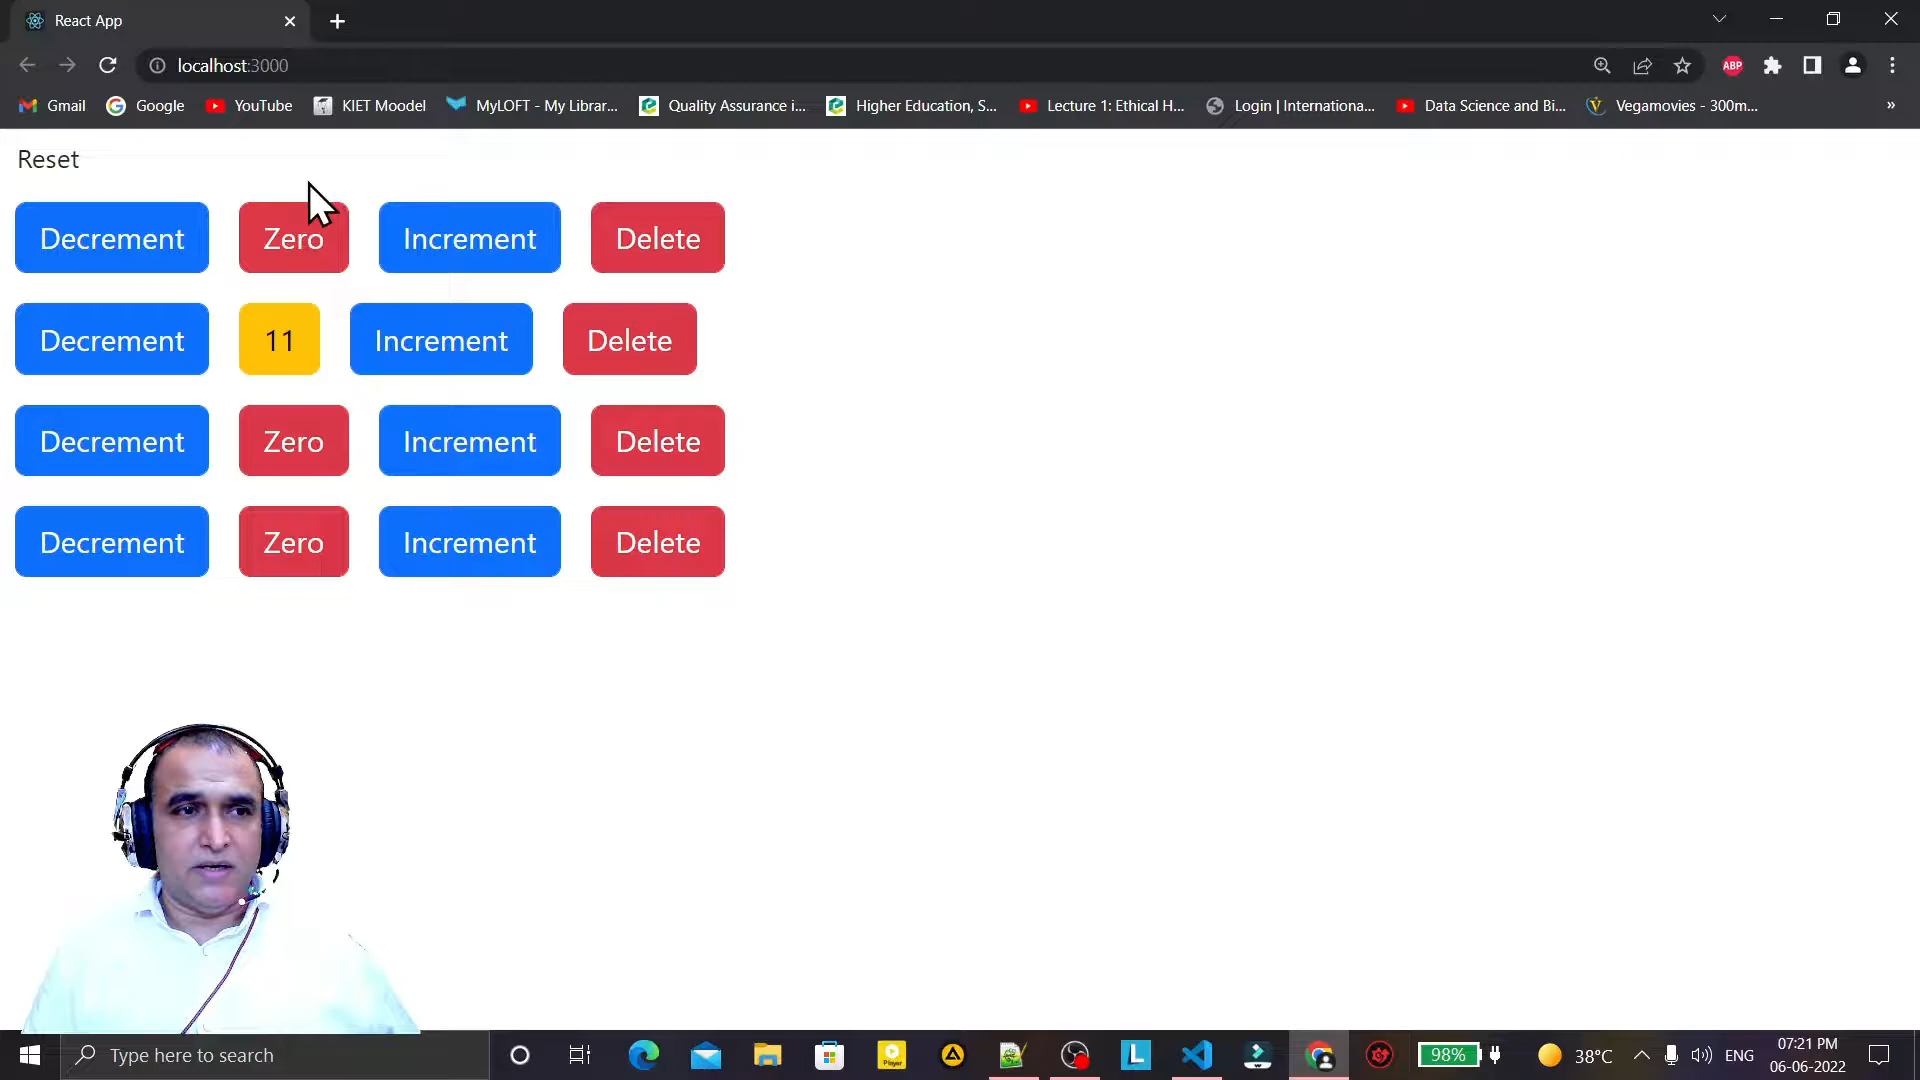 React App
localhost:3000
ABP
Gmail Google YouTube KIET Moodel MyLOFT - My Librar... Quality Assurance i... Higher Education, S... Lecture 1: Ethical H... Login | Internationa... Data Science and Bi... Vegamovies - 300m... »
Reset
Decrement Zero Increment Delete
Decrement 11 Increment Delete
Decrement Zero Increment Delete
Decrement Zero Increment Delete
Type here to search
Player
L
98%
38°C
ENG
07:21 PM
06-06-2022